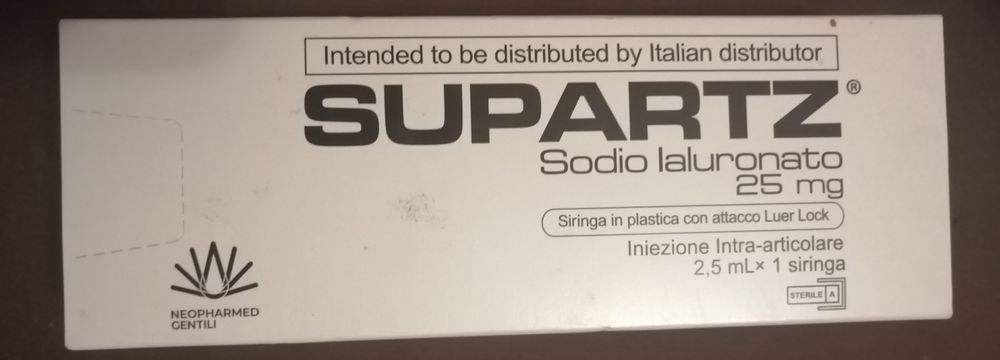 Intended to be distributed by Italian distributor
SUPARTZ®
Sodio Ialuronato
25 mg
Siringa in plastica con attacco Luer Lock
Iniezione Intra-articolare
2,5 mL× 1 siringa
STERILE A
NEOPHARMED
GENTILI